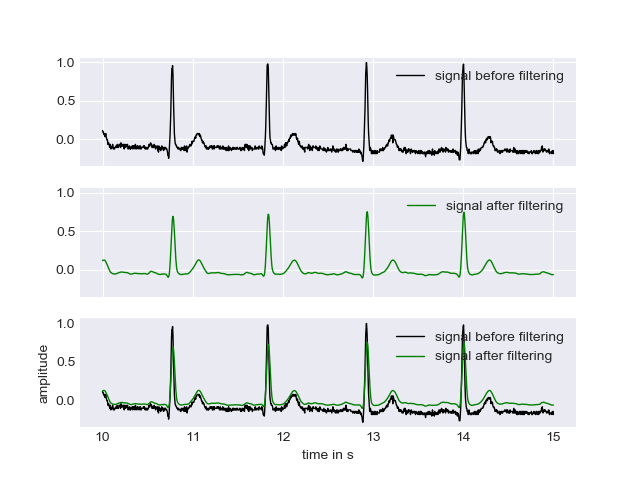 1.0
signal before filtering
0.5
0.0
1.0
signal after filtering
0.5
0.0
1.0
signal before filtering
signal after filtering
0.5
0.0
amplitude
10 11 12 13 14 15
time in s